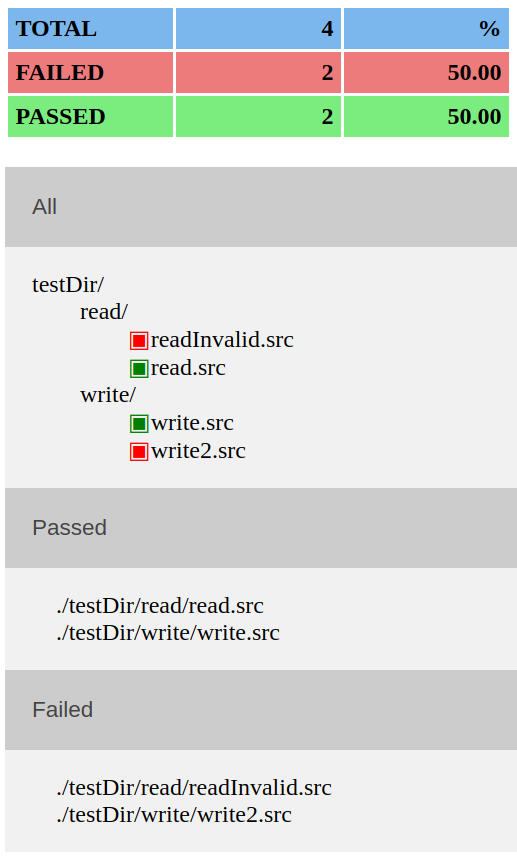 TOTAL 4 %
FAILED 2 50.00
PASSED 2 50.00
All
testDir/
read/
readInvalid.src
read.src
write/
write.src
write2.src
Passed
./testDir/read/read.src
./testDir/write/write.src
Failed
./testDir/read/readInvalid.src
./testDir/write/write2.src